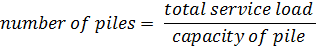 number of piles = total service load / capacity of pile